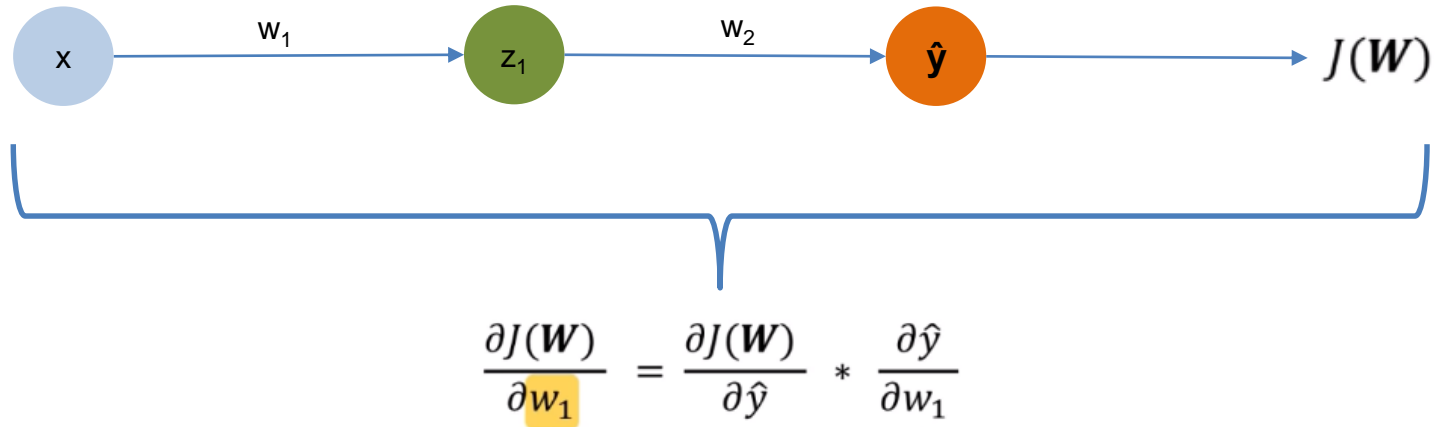 x w₁ z₁ w₂ ŷ J(W)
∂J(W)/∂w₁ = ∂J(W)/∂ŷ * ∂ŷ/∂w₁